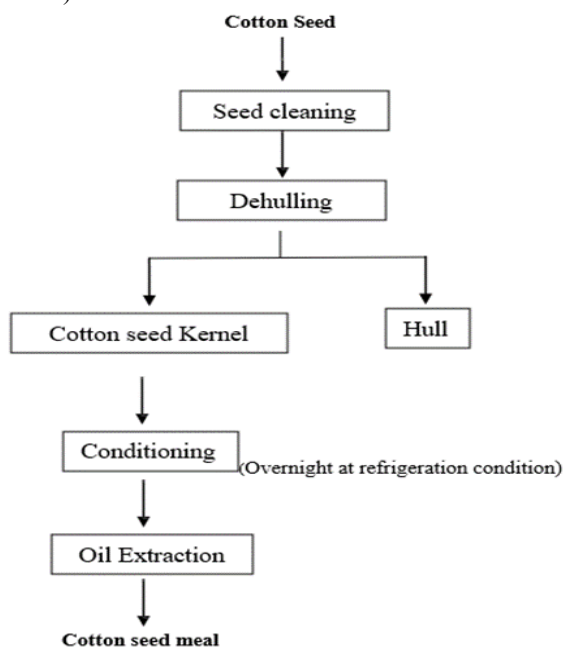 )
Cotton Seed
Seed cleaning
Dehulling
Cotton seed Kernel
Hull
Conditioning
(Overnight at refrigeration condition)
Oil Extraction
Cotton seed meal